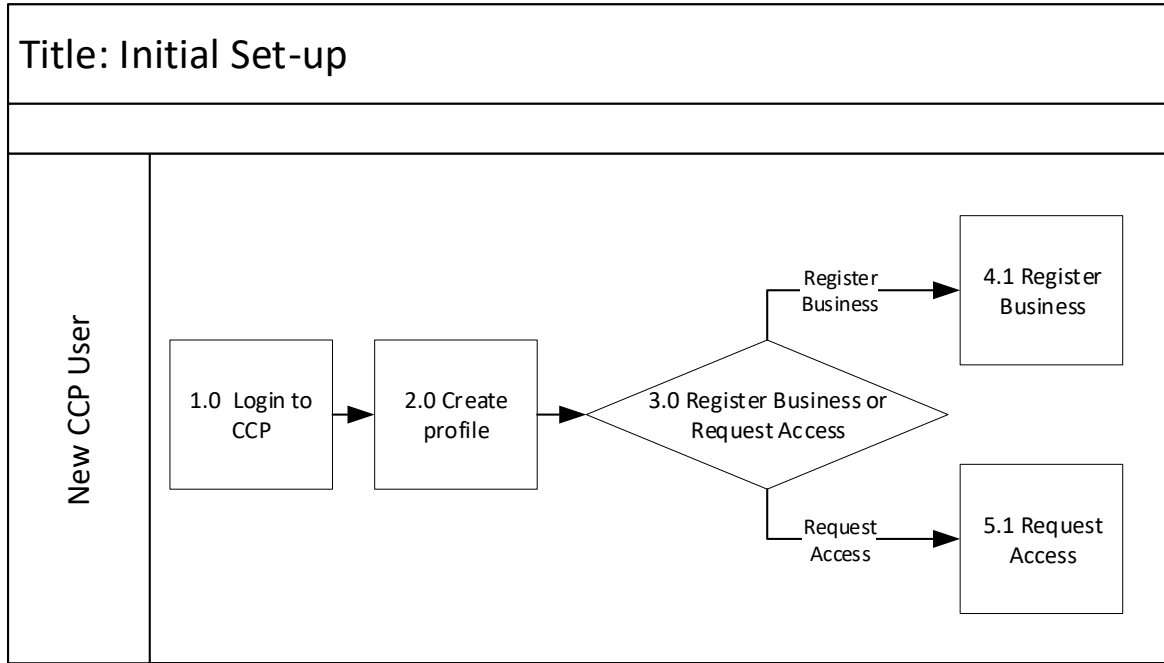 Title: Initial Set-up
New CCP User
1.0  Login to
CCP
2.0 Create
profile
3.0 Register Business or
Request Access
Register
Business
4.1 Register
Business
Request
Access
5.1 Request
Access